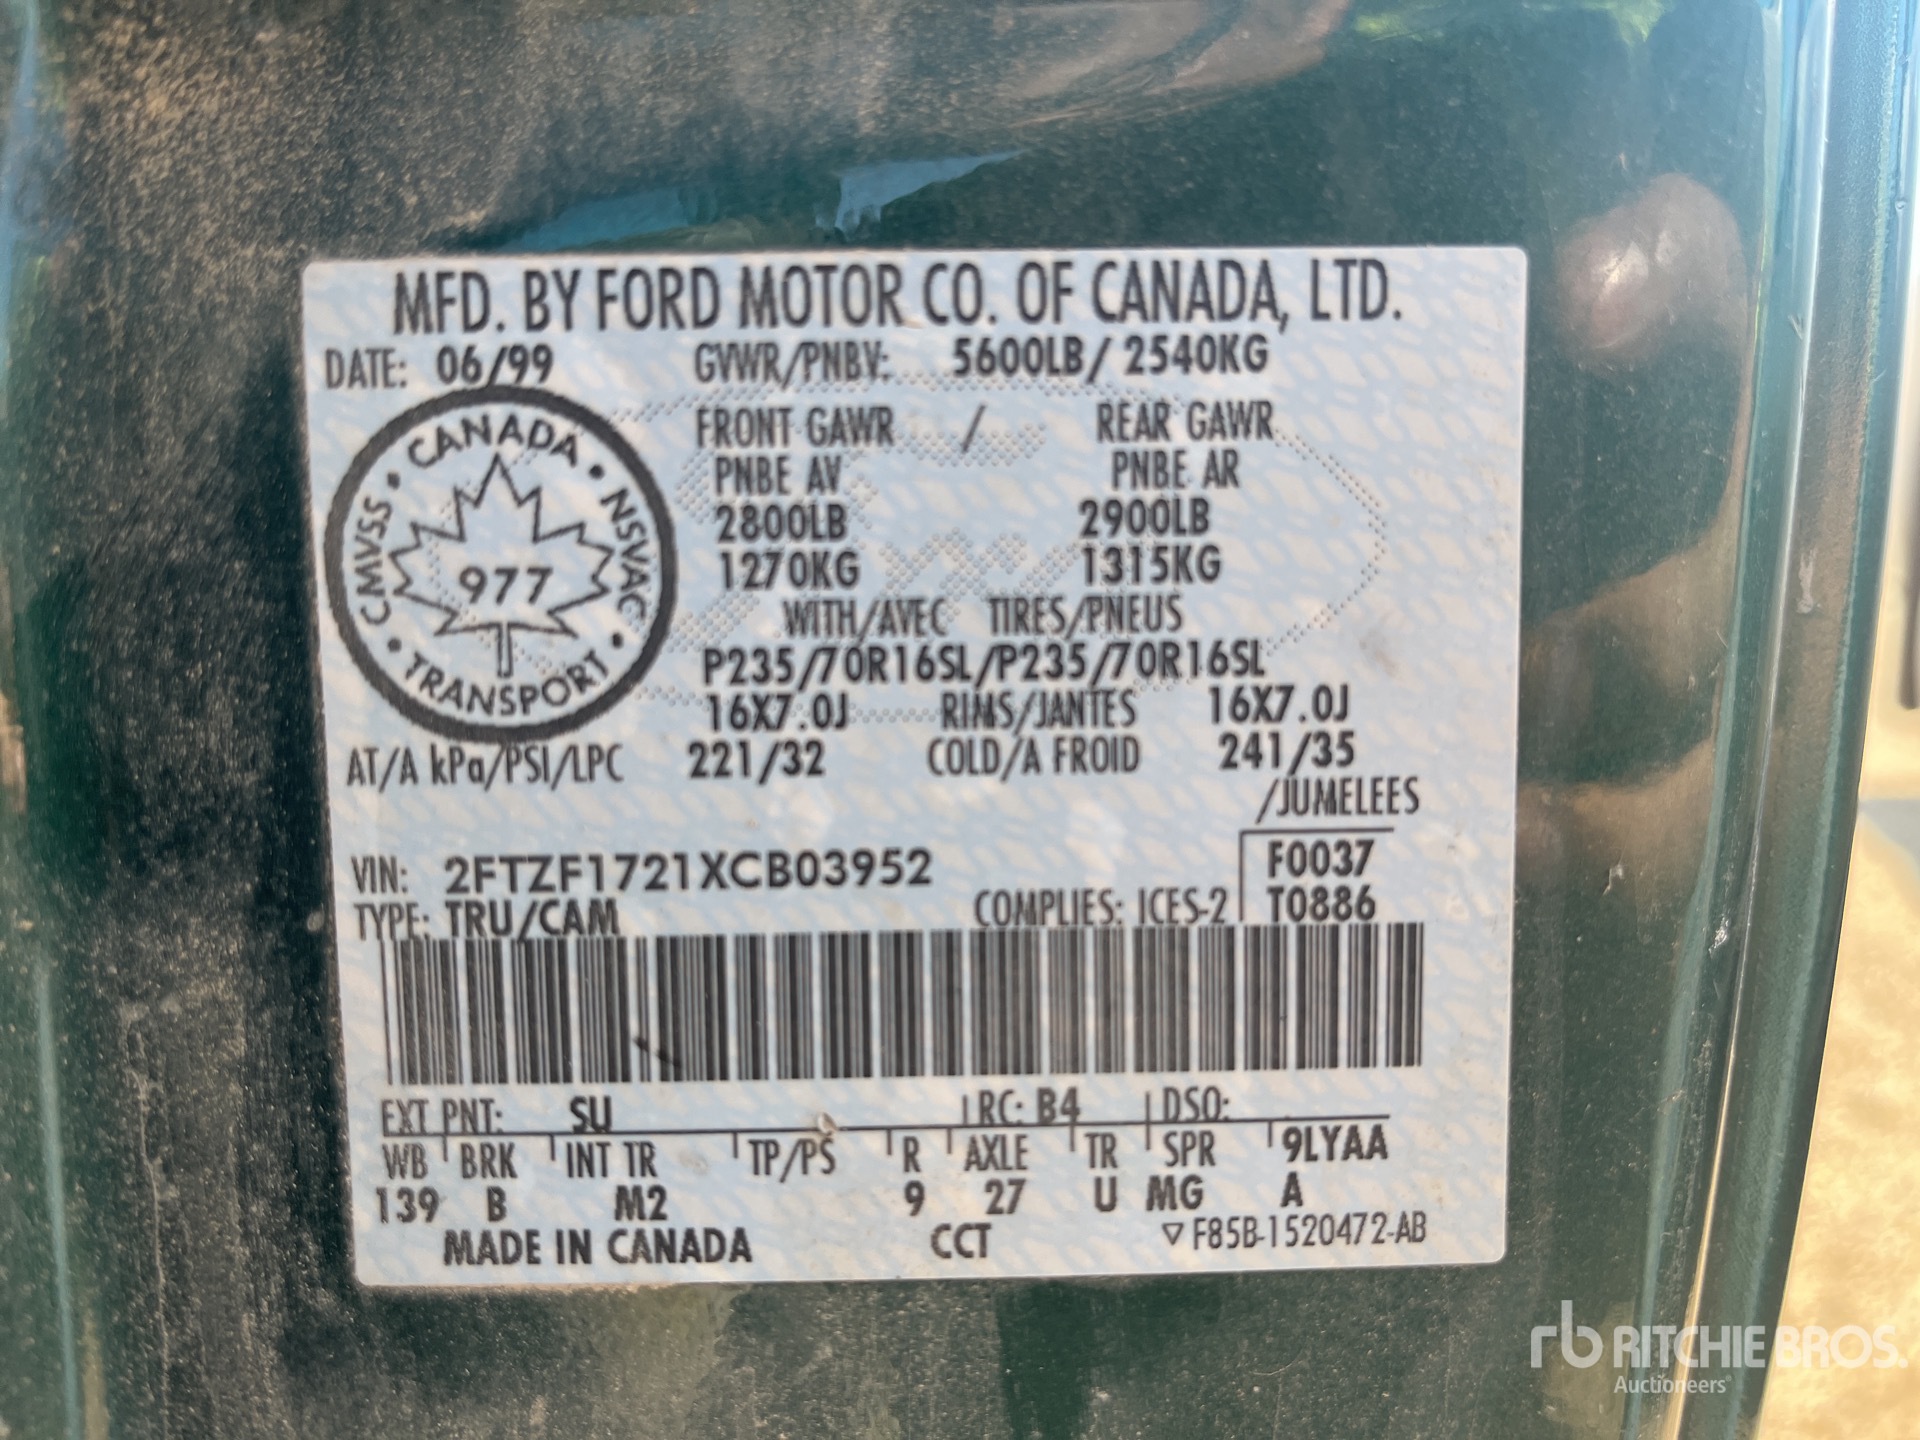 MFD. BY FORD MOTOR CO. OF CANADA, LTD.
DATE: 06/99 GVWR/PNBV: 5600LB/ 2540KG
CANADA • NSVAC • TRANSPORT • CMVSS •
977
FRONT GAWR / REAR GAWR
PNBE AV PNBE AR
2800LB 2900LB
1270KG 1315KG
WITH/AVEC TIRES/PNEUS
P235/70R16SL/P235/70R16SL
16X7.0J RIMS/JANTES 16X7.0J
AT/A kPa/PSI/LPC 221/32 COLD/A FROID 241/35
/JUMELEES
VIN: 2FTZF1721XCB03952 F0037
TYPE: TRU/CAM COMPLIES: ICES-2 T0886
EXT PNT: SU RC: B4 DSO:
WB BRK INT TR TP/PS R AXLE TR SPR 9LYAA
139 B M2 9 27 U MG A
MADE IN CANADA CCT ▽ F85B-1520472-AB
rb RITCHIE BROS.
Auctioneers